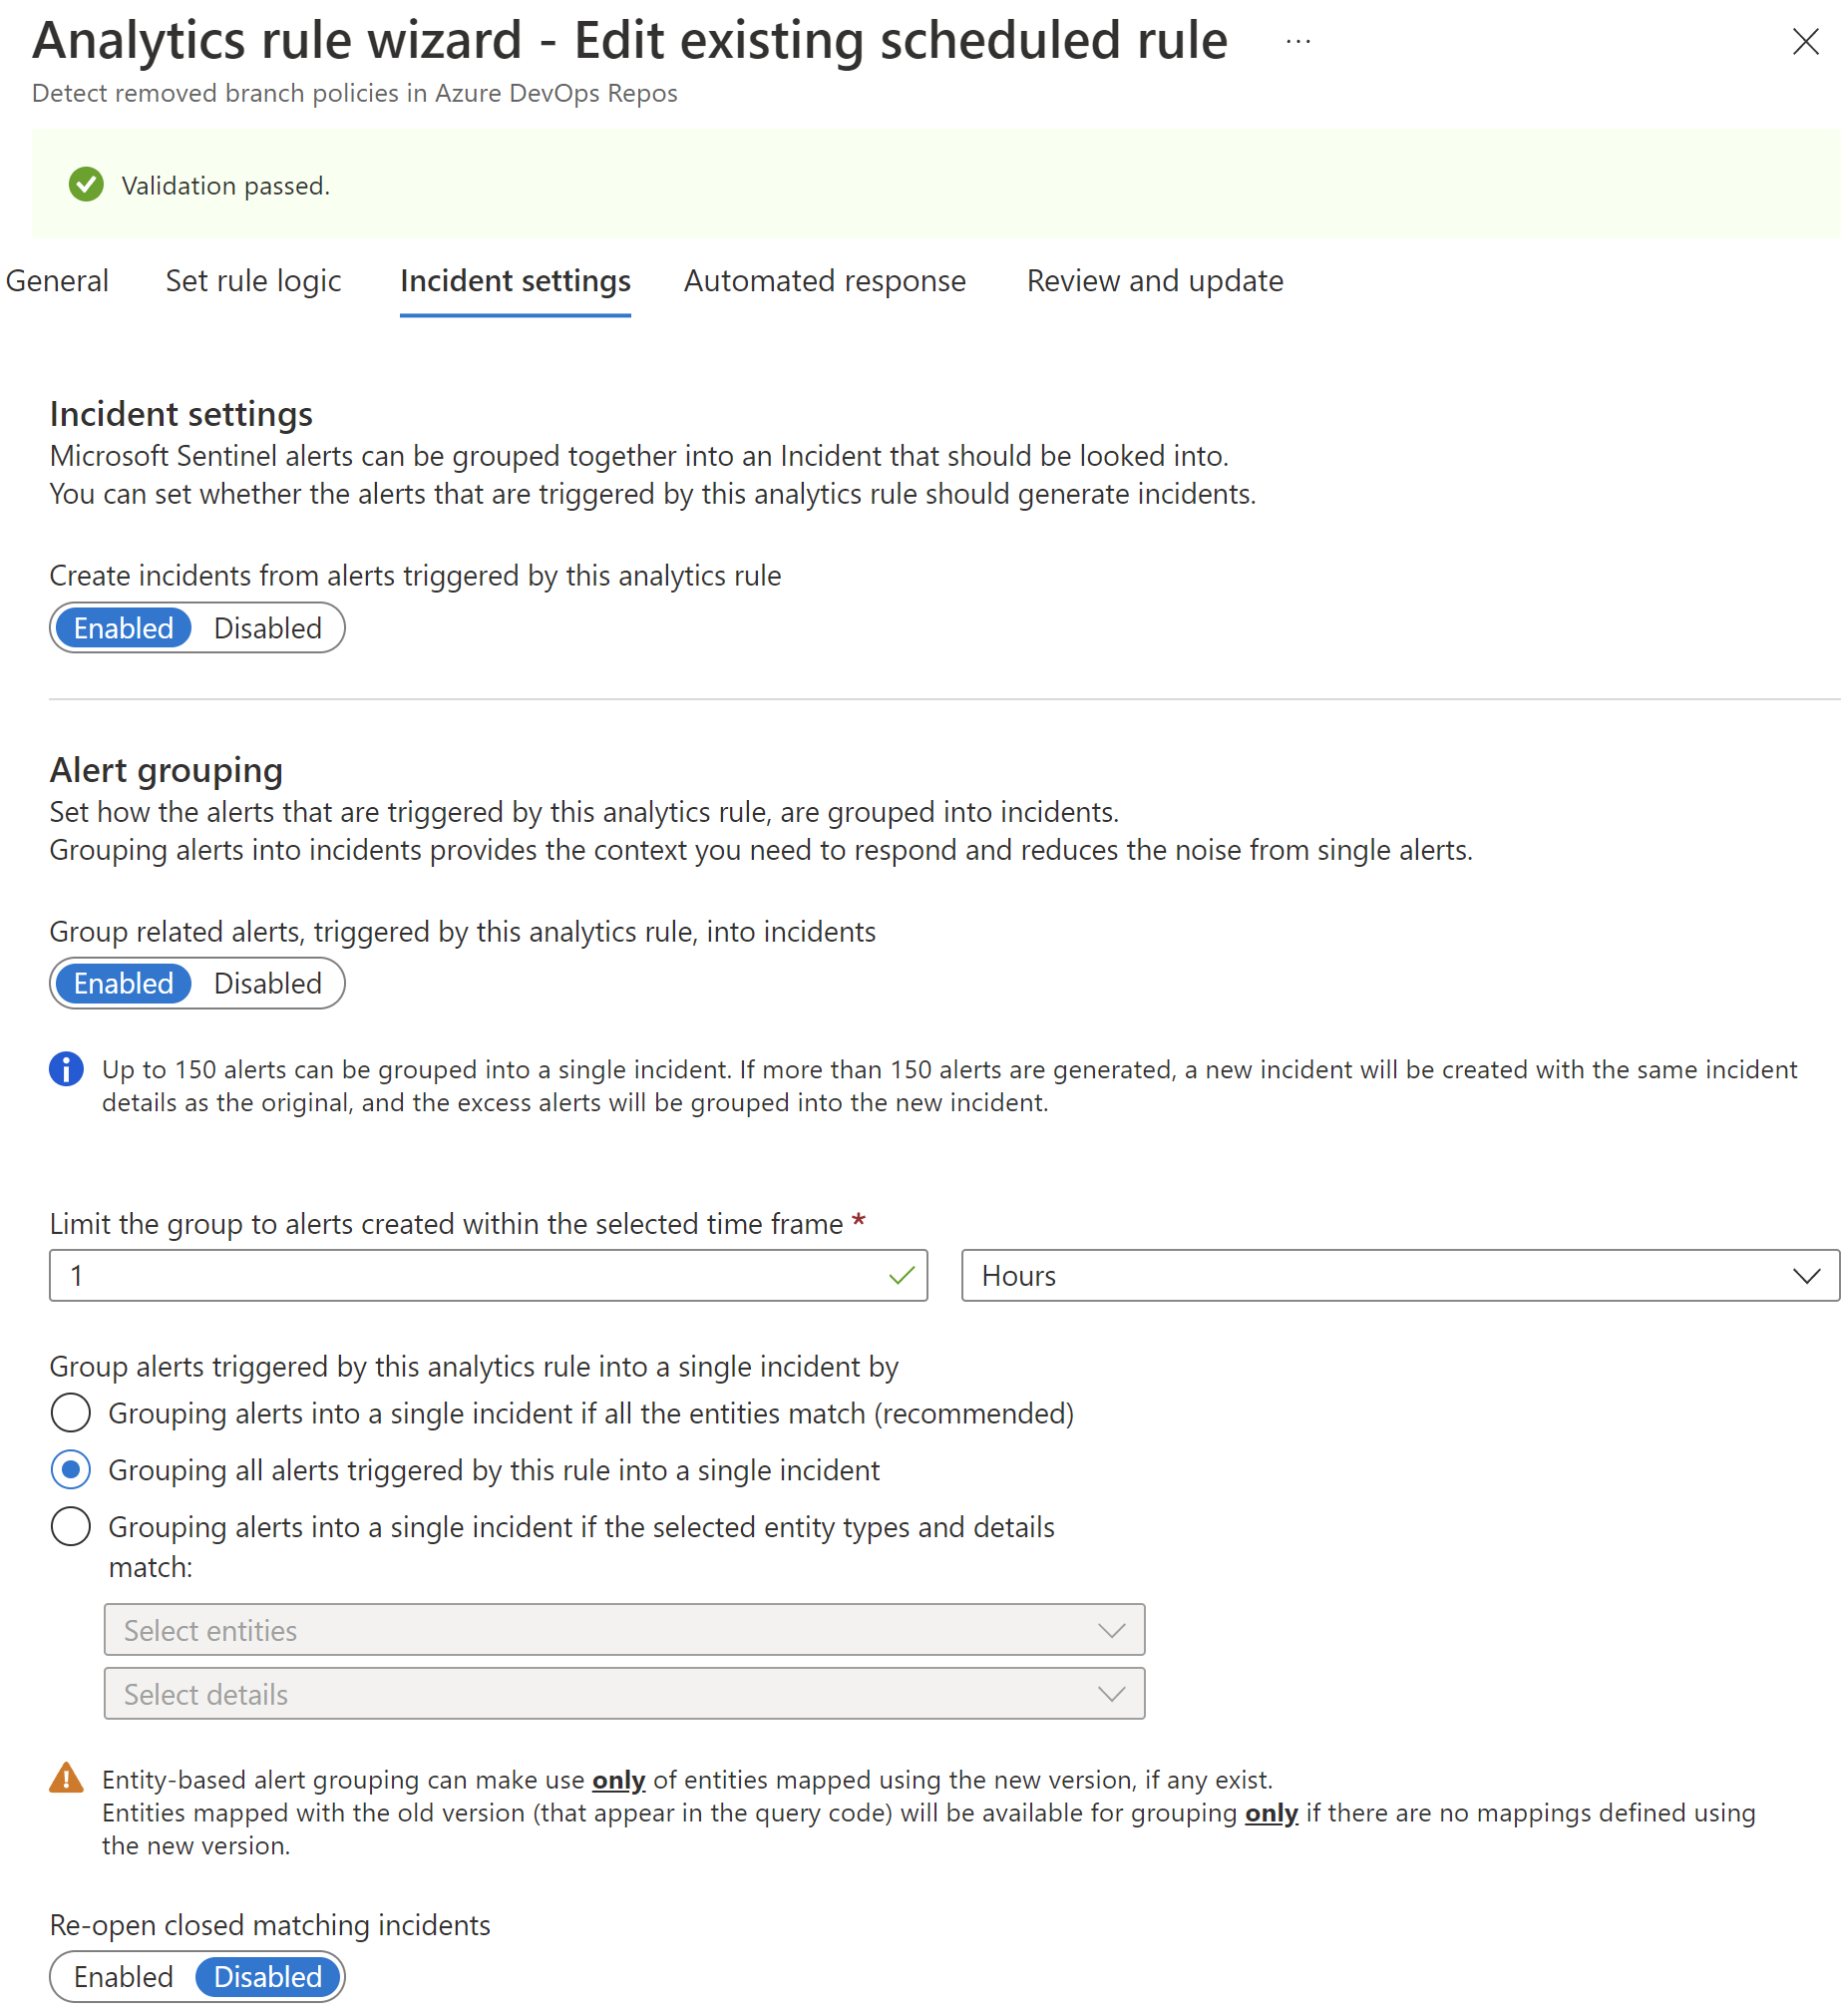 Analytics rule wizard - Edit existing scheduled rule ...
Detect removed branch policies in Azure DevOps Repos
Validation passed.
General Set rule logic Incident settings Automated response Review and update
Incident settings
Microsoft Sentinel alerts can be grouped together into an Incident that should be looked into.
You can set whether the alerts that are triggered by this analytics rule should generate incidents.
Create incidents from alerts triggered by this analytics rule
Enabled Disabled
Alert grouping
Set how the alerts that are triggered by this analytics rule, are grouped into incidents.
Grouping alerts into incidents provides the context you need to respond and reduces the noise from single alerts.
Group related alerts, triggered by this analytics rule, into incidents
Enabled Disabled
Up to 150 alerts can be grouped into a single incident. If more than 150 alerts are generated, a new incident will be created with the same incident
details as the original, and the excess alerts will be grouped into the new incident.
Limit the group to alerts created within the selected time frame *
1 Hours
Group alerts triggered by this analytics rule into a single incident by
Grouping alerts into a single incident if all the entities match (recommended)
Grouping all alerts triggered by this rule into a single incident
Grouping alerts into a single incident if the selected entity types and details
match:
Select entities
Select details
Entity-based alert grouping can make use only of entities mapped using the new version, if any exist.
Entities mapped with the old version (that appear in the query code) will be available for grouping only if there are no mappings defined using
the new version.
Re-open closed matching incidents
Enabled Disabled